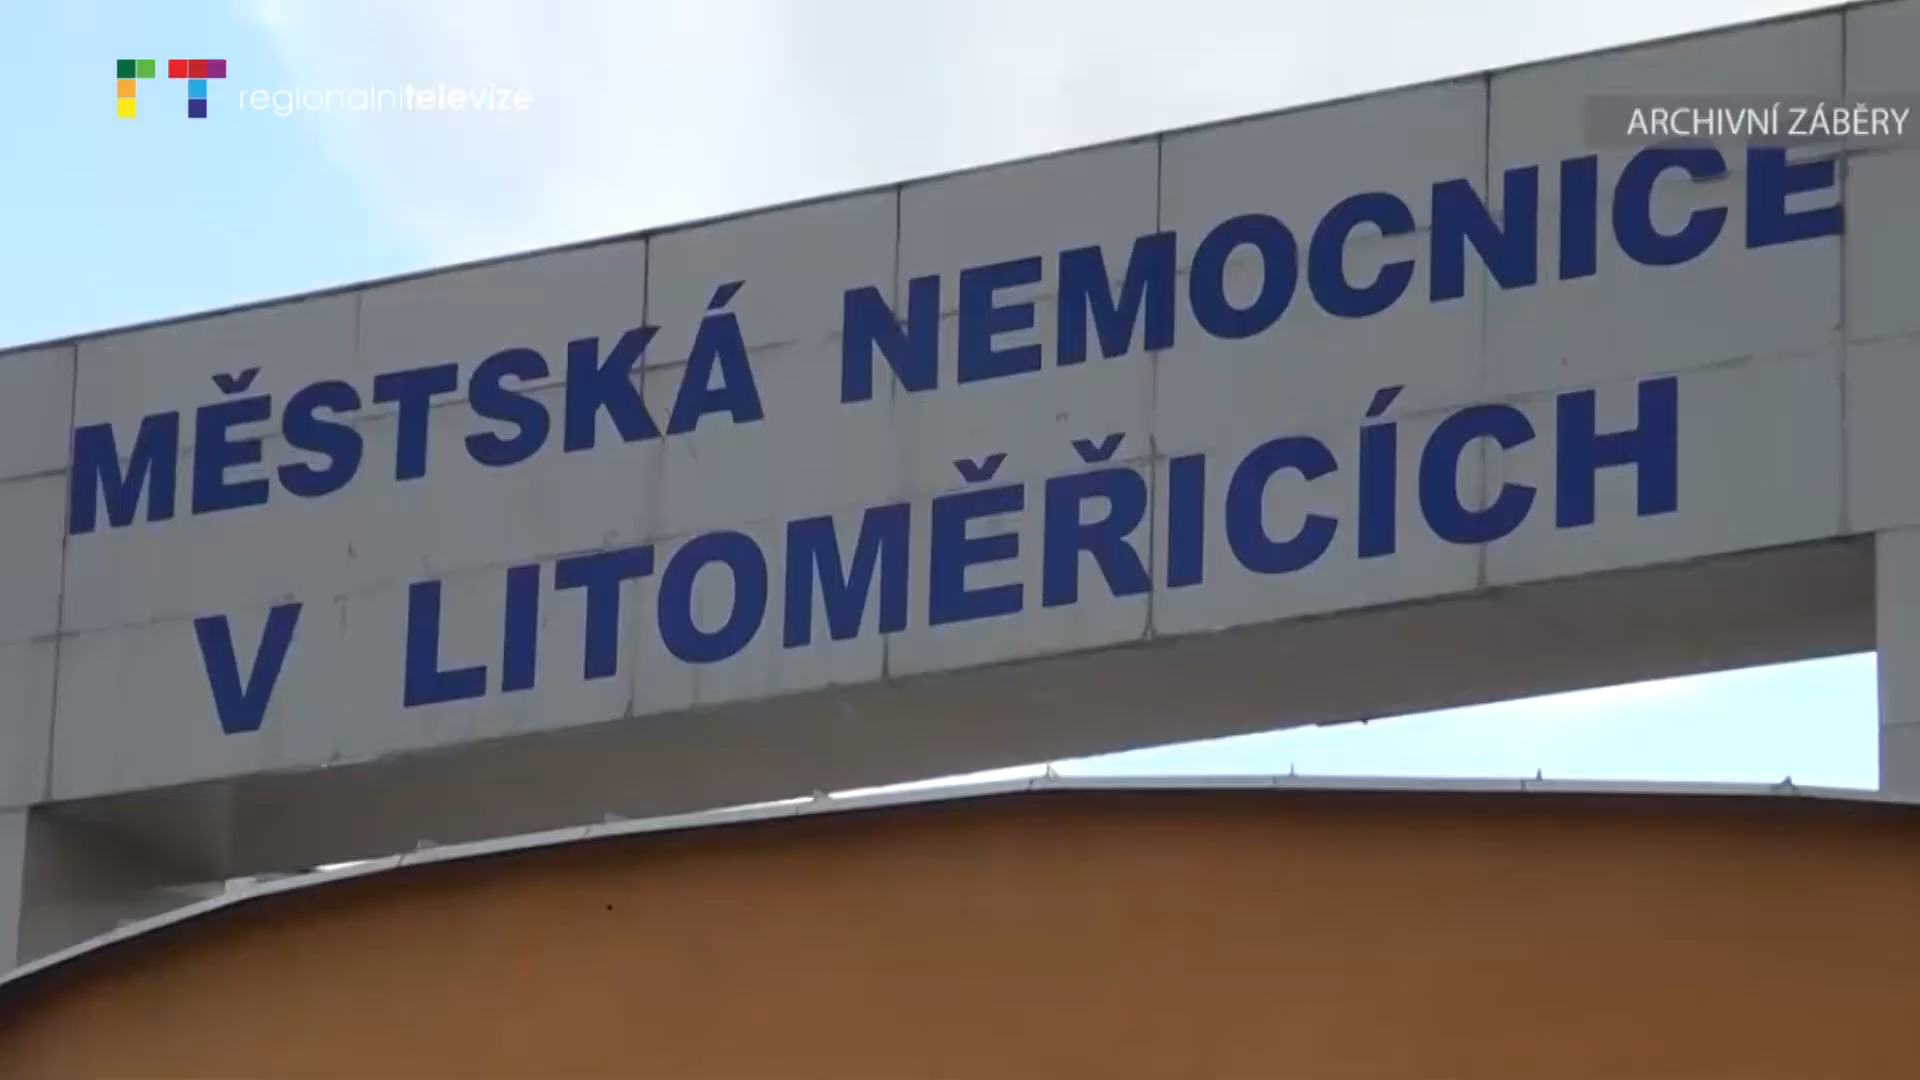 regionalnitelevize
ARCHIVNÍ ZÁBĚRY
MĚSTSKÁ NEMOCNICE
V LITOMĚŘICÍCH